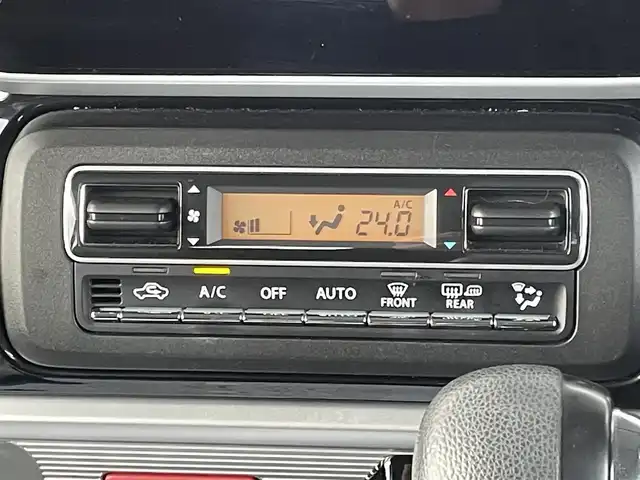 A/C
24.0
A/C OFF AUTO FRONT REAR